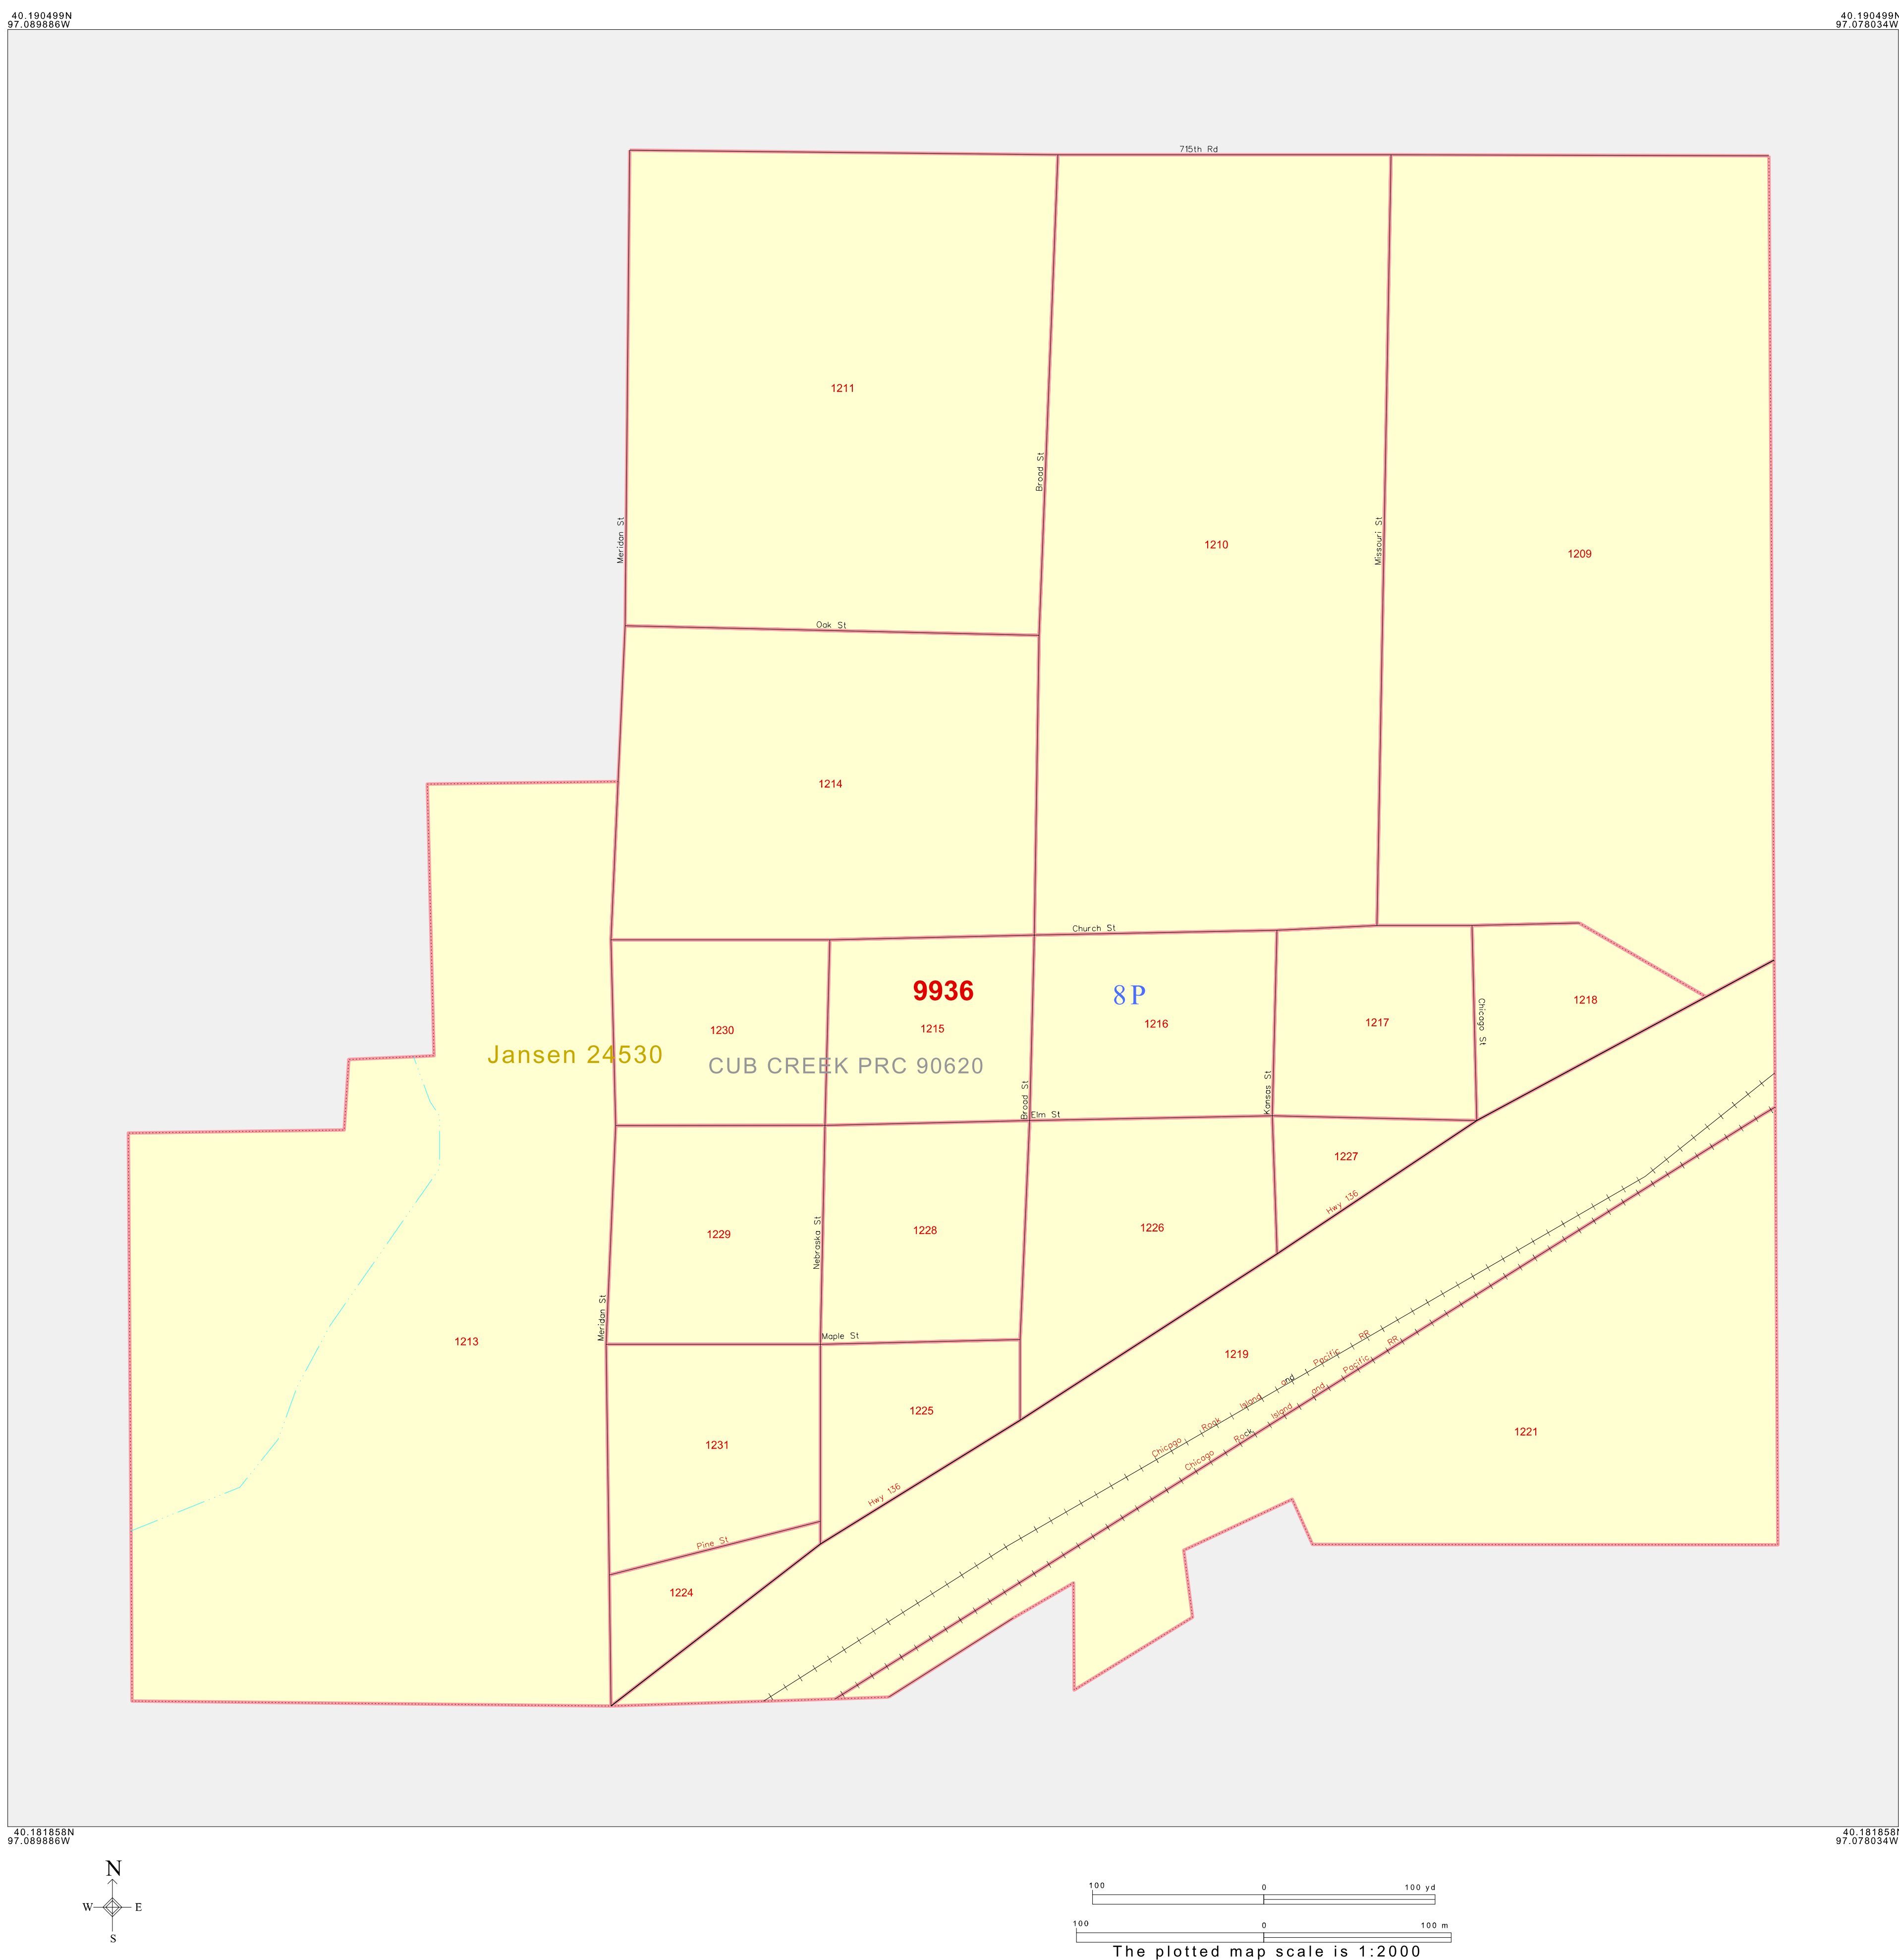 40.190499N
97.089886W
40.190499N
97.078034W
715th Rd
1211
Broad St
Meridan St
Missouri St
1210
1209
Oak St
1214
Church St
9936
8P
1230
1215
1216
1217
1218
Chicago St
Jansen 24530
CUB CREEK PRC 90620
Broad St
Elm St
Kansas St
1227
Hwy 136
1229
Nebraska St
1228
1226
Meridan St
Maple St
1213
1219
Chicago Rock Island and Pacific RR
Chicago Rock Island and Pacific RR
1225
1221
1231
Hwy 136
Pine St
1224
40.181858N
97.089886W
40.181858N
97.078034W
N
W E
S
100 0 100 yd
100 0 100 m
The plotted map scale is 1:2000